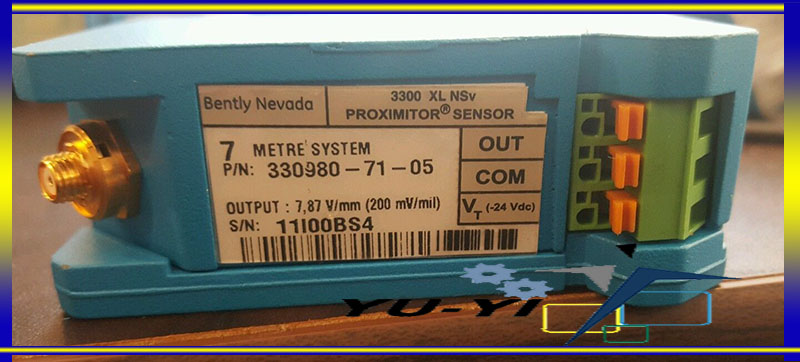 Bently Nevada
3300 XL NSv
PROXIMITOR® SENSOR
7 METRE SYSTEM
P/N: 330980-71-05
OUTPUT : 7,87 V/mm (200 mV/mil)
S/N: 11I00BS4
OUT
COM
VT (-24 Vdc)
YU-YI